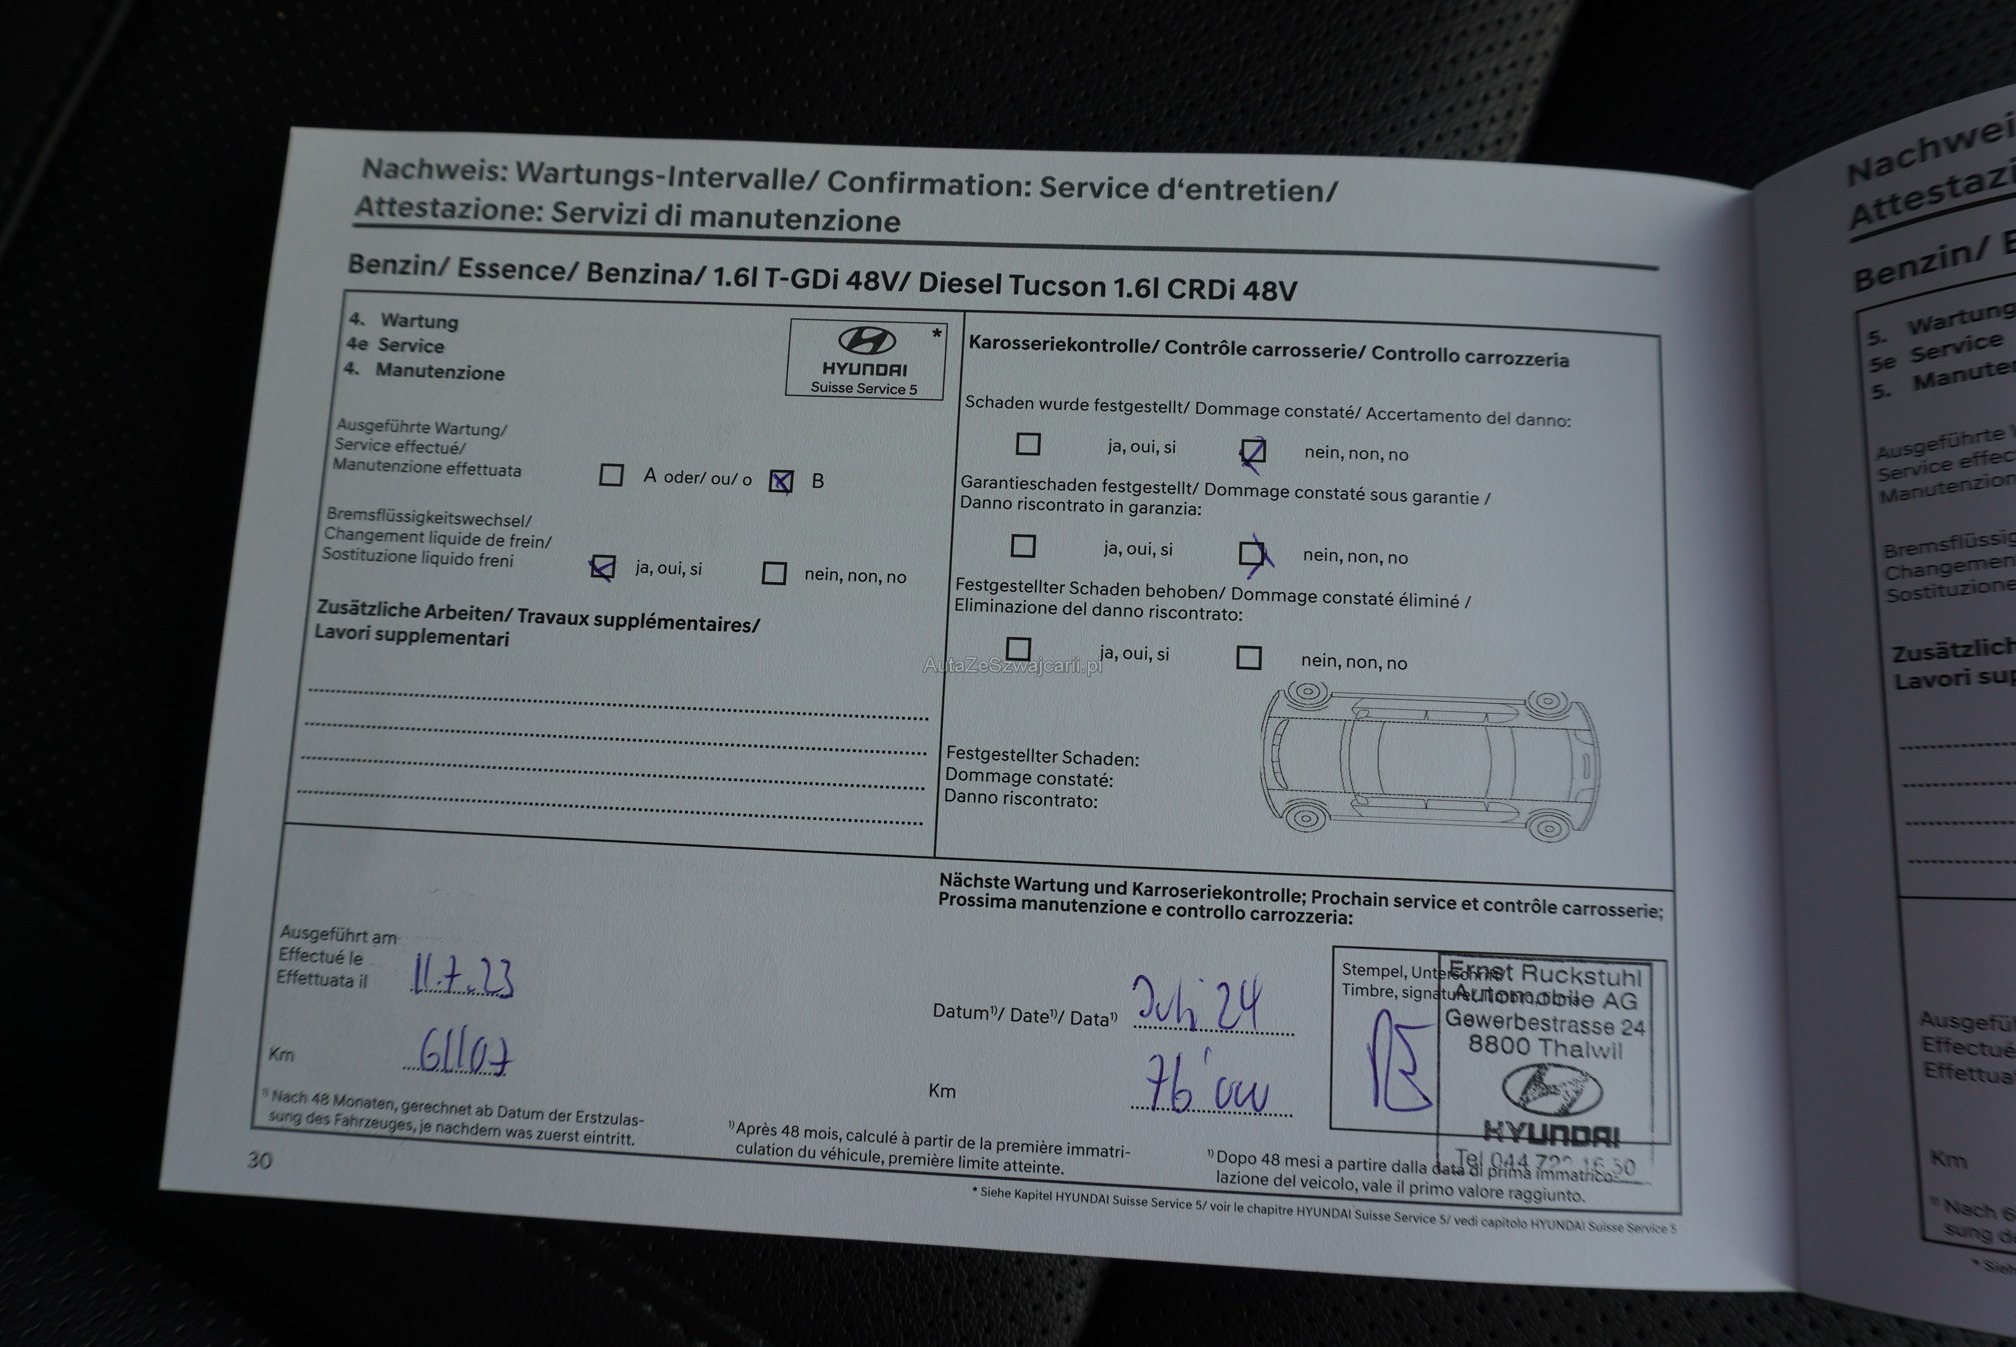 Nachweis: Wartungs-Intervalle/ Confirmation: Service d'entretien/
Attestazione: Servizi di manutenzione
Benzin/ Essence/ Benzina/ 1.6l T-GDi 48V/ Diesel Tucson 1.6l CRDi 48V
4. Wartung
4e Service
4. Manutenzione
*
HYUNDAI
Suisse Service 5
Ausgeführte Wartung/
Service effectué/
Manutenzione effettuata
A oder/ ou/ o
B
Bremsflüssigkeitswechsel/
Changement liquide de frein/
Sostituzione liquido freni
ja, oui, si
nein, non, no
Zusätzliche Arbeiten/ Travaux supplémentaires/
Lavori supplementari
Karosseriekontrolle/ Contrôle carrosserie/ Controllo carrozzeria
Schaden wurde festgestellt/ Dommage constaté/ Accertamento del danno:
ja, oui, si
nein, non, no
Garantieschaden festgestellt/ Dommage constaté sous garantie /
Danno riscontrato in garanzia:
ja, oui, si
nein, non, no
Festgestellter Schaden behoben/ Dommage constaté éliminé /
Eliminazione del danno riscontrato:
ja, oui, si
nein, non, no
AutaZeSzwajcarii.pl
Festgestellter Schaden:
Dommage constaté:
Danno riscontrato:
Nächste Wartung und Karroseriekontrolle; Prochain service et contrôle carrosserie;
Prossima manutenzione e controllo carrozzeria:
Ausgeführt am
Effectué le
Effettuata il
11.7.23
Km
61107
Datum¹⁾/ Date¹⁾/ Data¹⁾
Juli 24
Km
76'000
Stempel,
Timbre,
Ernst Ruckstuhl
Automobile AG
Gewerbestrasse 24
8800 Thalwil
HYUNDAI
Tel 044
¹⁾ Nach 48 Monaten, gerechnet ab Datum der Erstzulas-
sung des Fahrzeuges, je nachdem was zuerst eintritt.
¹⁾ Après 48 mois, calculé à partir de la première immatri-
culation du véhicule, première limite atteinte.
¹⁾ Dopo 48 mesi a partire dalla data di prima immatrico-
lazione del veicolo, vale il primo valore raggiunto.
30
* Siehe Kapitel HYUNDAI Suisse Service 5/ voir le chapitre HYUNDAI Suisse Service 5/ vedi capitolo HYUNDAI Suisse Service 5
Benzin/
5. Wartung
5e Service
5.
Km